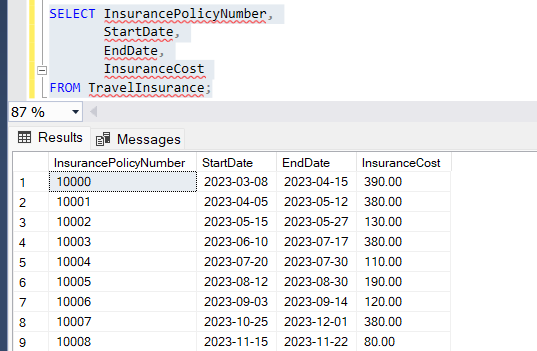 SELECT InsurancePolicyNumber,
StartDate,
EndDate,
InsuranceCost
FROM TravelInsurance;
87 %
Results Messages
InsurancePolicyNumber StartDate EndDate InsuranceCost
1 10000 2023-03-08 2023-04-15 390.00
2 10001 2023-04-05 2023-05-12 380.00
3 10002 2023-05-15 2023-05-27 130.00
4 10003 2023-06-10 2023-07-17 380.00
5 10004 2023-07-20 2023-07-30 110.00
6 10005 2023-08-12 2023-08-30 190.00
7 10006 2023-09-03 2023-09-14 120.00
8 10007 2023-10-25 2023-12-01 380.00
9 10008 2023-11-15 2023-11-22 80.00